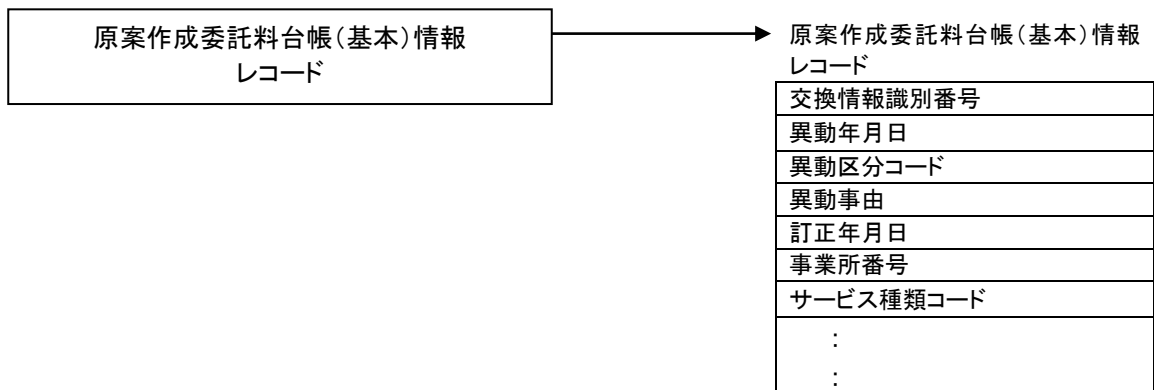 原案作成委託料台帳(基本)情報
レコード
原案作成委託料台帳(基本)情報
レコード
交換情報識別番号
異動年月日
異動区分コード
異動事由
訂正年月日
事業所番号
サービス種類コード
:
: